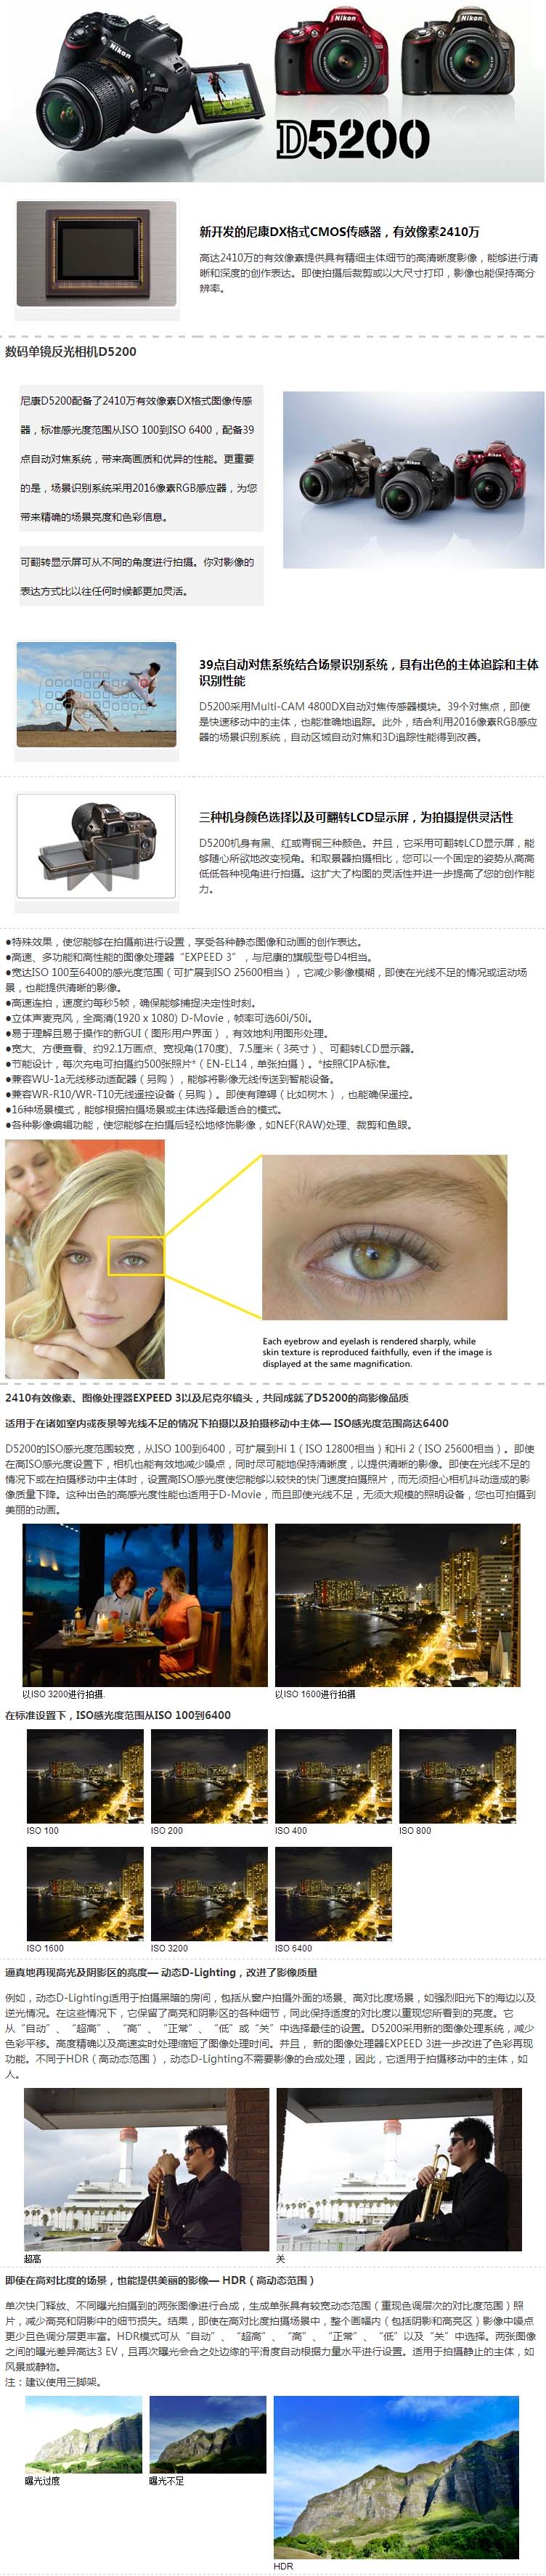 Nikon
Nikon
Nikon
D5200
D5200
新开发的尼康DX格式CMOS传感器，有效像素2410万
高达2410万的有效像素提供具有精细主体细节的高清晰度影像，能够进行清
晰和深度的创作表达。即使拍摄后裁剪或以大尺寸打印，影像也能保持高分
辨率。
数码单镜反光相机D5200
尼康D5200配备了2410万有效像素DX格式图像传感
器，标准感光度范围从ISO 100到ISO 6400，配备39
点自动对焦系统，带来高画质和优异的性能。更重要
的是，场景识别系统采用2016像素RGB感应器，为您
带来精确的场景亮度和色彩信息。
可翻转显示屏可从不同的角度进行拍摄。你对影像的
表达方式比以往任何时候都更加灵活。
39点自动对焦系统结合场景识别系统，具有出色的主体追踪和主体
识别性能
D5200采用Multi-CAM 4800DX自动对焦传感器模块。39个对焦点，即使
是快速移动中的主体，也能准确地追踪。此外，结合利用2016像素RGB感应
器的场景识别系统，自动区域自动对焦和3D追踪性能得到改善。
三种机身颜色选择以及可翻转LCD显示屏，为拍摄提供灵活性
D5200机身有黑、红或青铜三种颜色。并且，它采用可翻转LCD显示屏，能
够随心所欲地改变视角。和取景器拍摄相比，您可以一个固定的姿势从高高
低低各种视角进行拍摄。这扩大了构图的灵活性并进一步提高了您的创作能
力。
●特殊效果，使您能够在拍摄前进行设置，享受各种静态图像和动画的创作表达。
●高速、多功能和高性能的图像处理器“EXPEED 3”，与尼康的旗舰型号D4相当。
●宽达ISO 100至6400的感光度范围（可扩展到ISO 25600相当），它减少影像模糊，即使在光线不足的情况或运动场
景，也能提供清晰的影像。
●高速连拍，速度约每秒5帧，确保能够捕捉决定性时刻。
●立体声麦克风，全高清(1920 x 1080) D-Movie，帧率可选60i/50i。
●易于理解且易于操作的新GUI（图形用户界面），有效地利用图形处理。
●宽大、方便查看、约92.1万画点、宽视角(170度)、7.5厘米（3英寸）、可翻转LCD显示器。
●节能设计，每次充电可拍摄约500张照片*（EN-EL14，单张拍摄）。*按照CIPA标准。
●兼容WU-1a无线移动适配器（另购），能够将影像无线传送到智能设备。
●兼容WR-R10/WR-T10无线遥控设备（另购）。即使有障碍（比如树木），也能确保遥控。
●16种场景模式，能够根据拍摄场景或主体选择最适合的模式。
●各种影像编辑功能，使您能够在拍摄后轻松地修饰影像，如NEF(RAW)处理、裁剪和鱼眼。
Each eyebrow and eyelash is rendered sharply, while
skin texture is reproduced faithfully, even if the image is
displayed at the same magnification.
2410有效像素、图像处理器EXPEED 3以及尼克尔镜头，共同成就了D5200的高影像品质
适用于在诸如室内或夜景等光线不足的情况下拍摄以及拍摄移动中主体— ISO感光度范围高达6400
D5200的ISO感光度范围较宽，从ISO 100到6400，可扩展到Hi 1（ISO 12800相当）和Hi 2（ISO 25600相当）。即使
在高ISO感光度设置下，相机也能有效地减少噪点，同时尽可能地保持清晰度，以提供清晰的影像。即使在光线不足的
情况下或在拍摄移动中主体时，设置高ISO感光度使您能够以较快的快门速度拍摄照片，而无须担心相机抖动造成的影
像质量下降。这种出色的高感光度性能也适用于D-Movie，而且即使光线不足，无须大规模的照明设备，您也可拍摄到
美丽的动画。
以ISO 3200进行拍摄.
以ISO 1600进行拍摄
在标准设置下，ISO感光度范围从ISO 100到6400
ISO 100
ISO 200
ISO 400
ISO 800
ISO 1600
ISO 3200
ISO 6400
逼真地再现高光及阴影区的亮度— 动态D-Lighting，改进了影像质量
例如，动态D-Lighting适用于拍摄黑暗的房间，包括从窗户拍摄外面的场景、高对比度场景，如强烈阳光下的海边以及
逆光情况。在这些情况下，它保留了高亮和阴影区的各种细节，同此保持适度的对比度以重现您所看到的亮度。它
从“自动”、“超高”、“高”、“正常”、“低”或“关”中选择最佳的设置。D5200采用新的图像处理系统，减少
色彩平移。高度精确以及高速实时处理缩短了图像处理时间。并且， 新的图像处理器EXPEED 3进一步改进了色彩再现
功能。不同于HDR（高动态范围），动态D-Lighting不需要影像的合成处理，因此，它适用于拍摄移动中的主体，如
人。
超高
关
即使在高对比度的场景，也能提供美丽的影像— HDR（高动态范围）
单次快门释放、不同曝光拍摄到的两张图像进行合成，生成单张具有较宽动态范围（重现色调层次的对比度范围）照
片，减少高亮和阴影中的细节损失。结果，即使在高对比度拍摄场景中，整个画幅内（包括阴影和高亮区）影像中噪点
更少且色调分层更丰富。HDR模式可从“自动”、“超高”、“高”、“正常”、“低”以及“关”中选择。两张图像
之间的曝光差异高达3 EV，且再次曝光会合之处边缘的平滑度自动根据力量水平进行设置。适用于拍摄静止的主体，如
风景或静物。
注：建议使用三脚架。
曝光过度
曝光不足
HDR